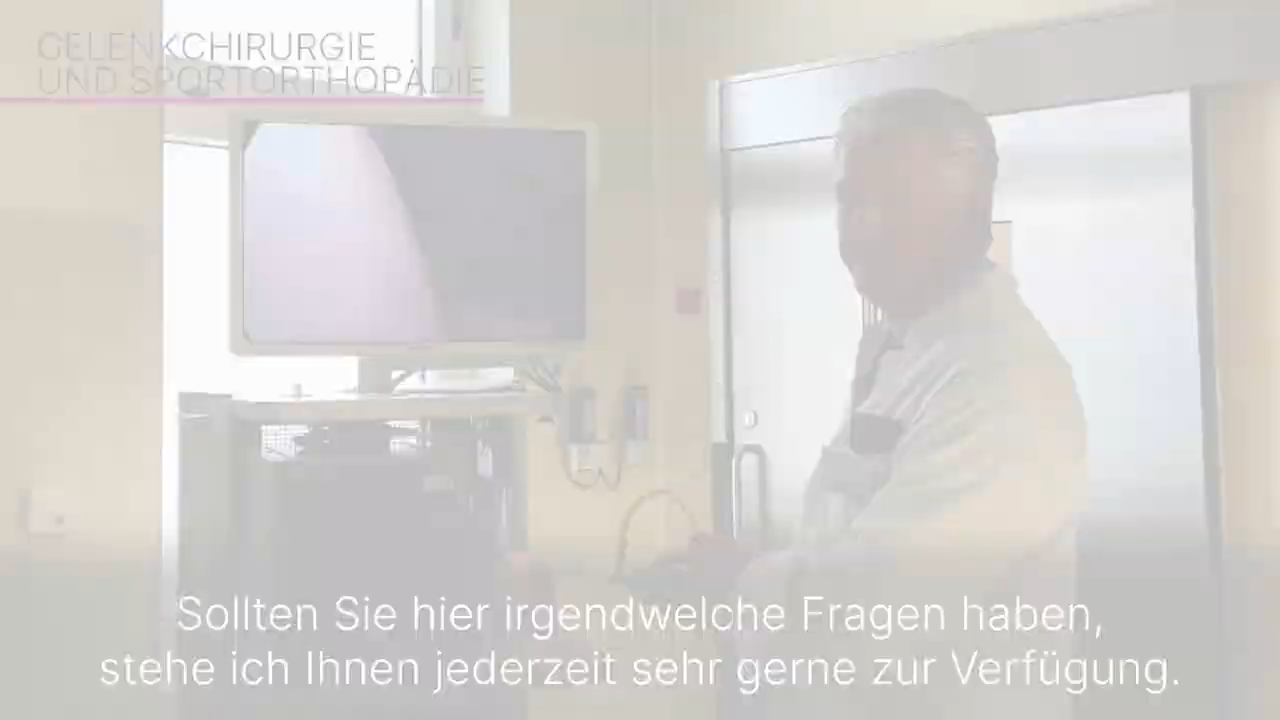 GELENKCHIRURGIE
UND SPORTORTHOPÄDIE
Sollten Sie hier irgendwelche Fragen haben,
stehe ich Ihnen jederzeit sehr gerne zur Verfügung.